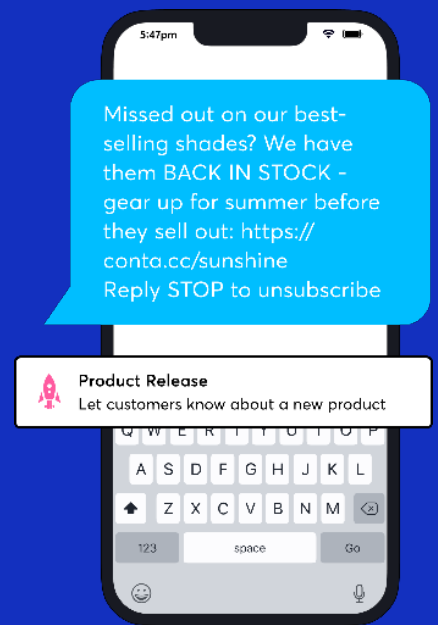 5:47pm
Missed out on our best-
selling shades? We have
them BACK IN STOCK -
gear up for summer before
they sell out: https://
conta.cc/sunshine
Reply STOP to unsubscribe
Product Release
Let customers know about a new product
Q W E R T Y U I O P
A S D F G H J K L
Z X C V B N M
123 space Go